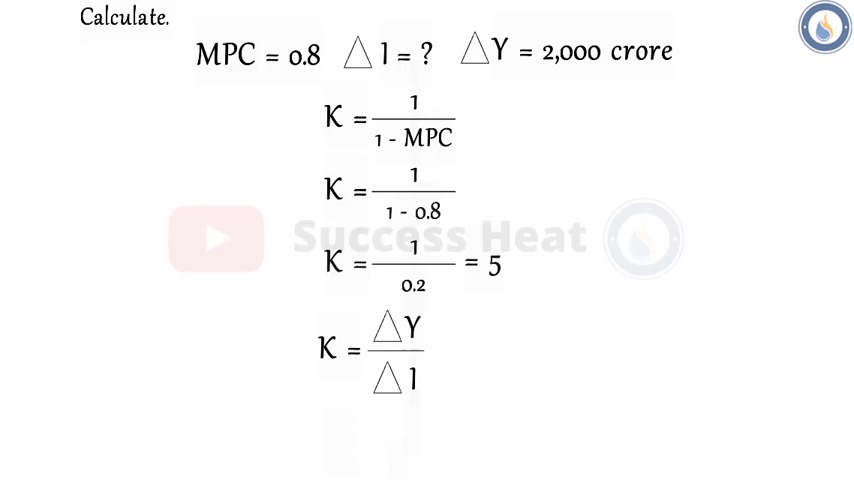 Calculate.
MPC = 0.8 △I = ? △Y = 2,000 crore
K = 1 / 1 - MPC
K = 1 / 1 - 0.8
Success Heat
K = 1 / 0.2 = 5
K = △Y / △I